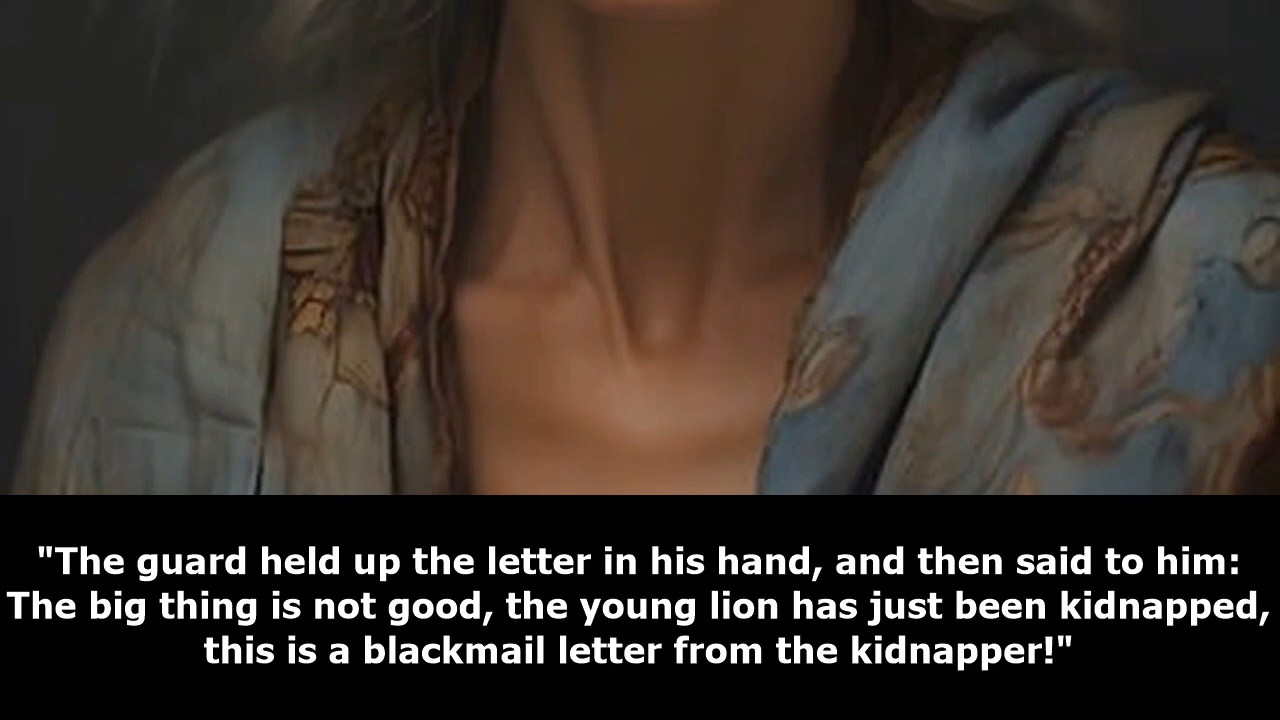 "The guard held up the letter in his hand, and then said to him:
The big thing is not good, the young lion has just been kidnapped,
this is a blackmail letter from the kidnapper!"